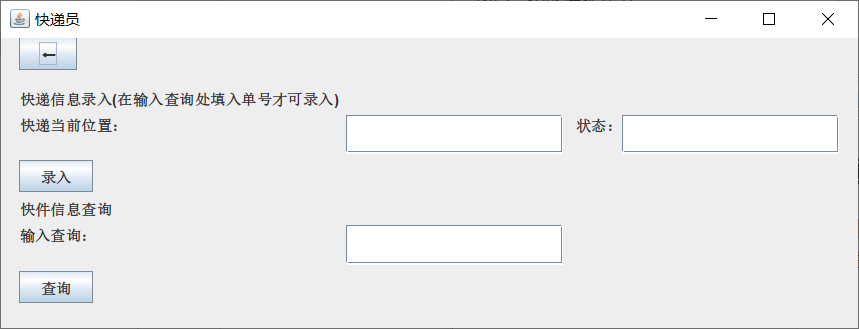 快递员
←
快递信息录入(在输入查询处填入单号才可录入)
快递当前位置： 状态：
录入
快件信息查询
输入查询：
查询